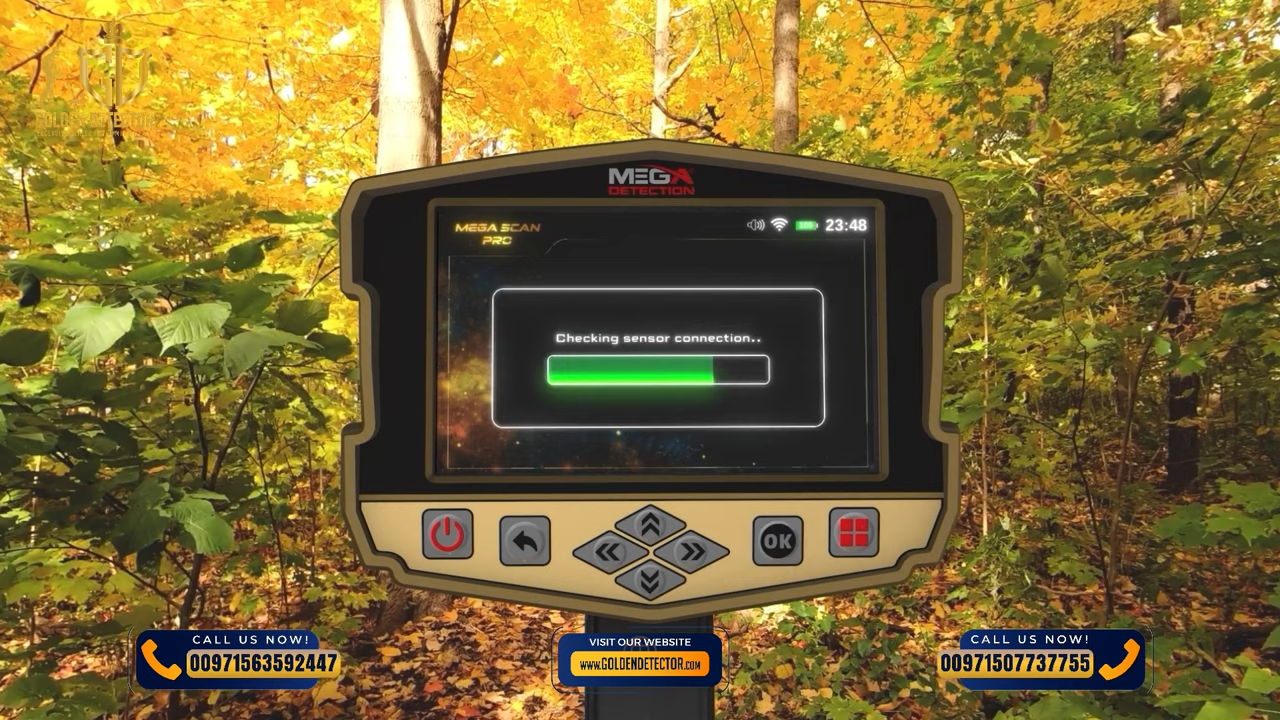 GOLDENDETECTOR
MEGA
DETECTION
MEGA SCAN
PRO
23:48
Checking sensor connection..
OK
CALL US NOW!
00971563592447
VISIT OUR WEBSITE
www.GOLDENDETECTOR.com
CALL US NOW!
00971507737755